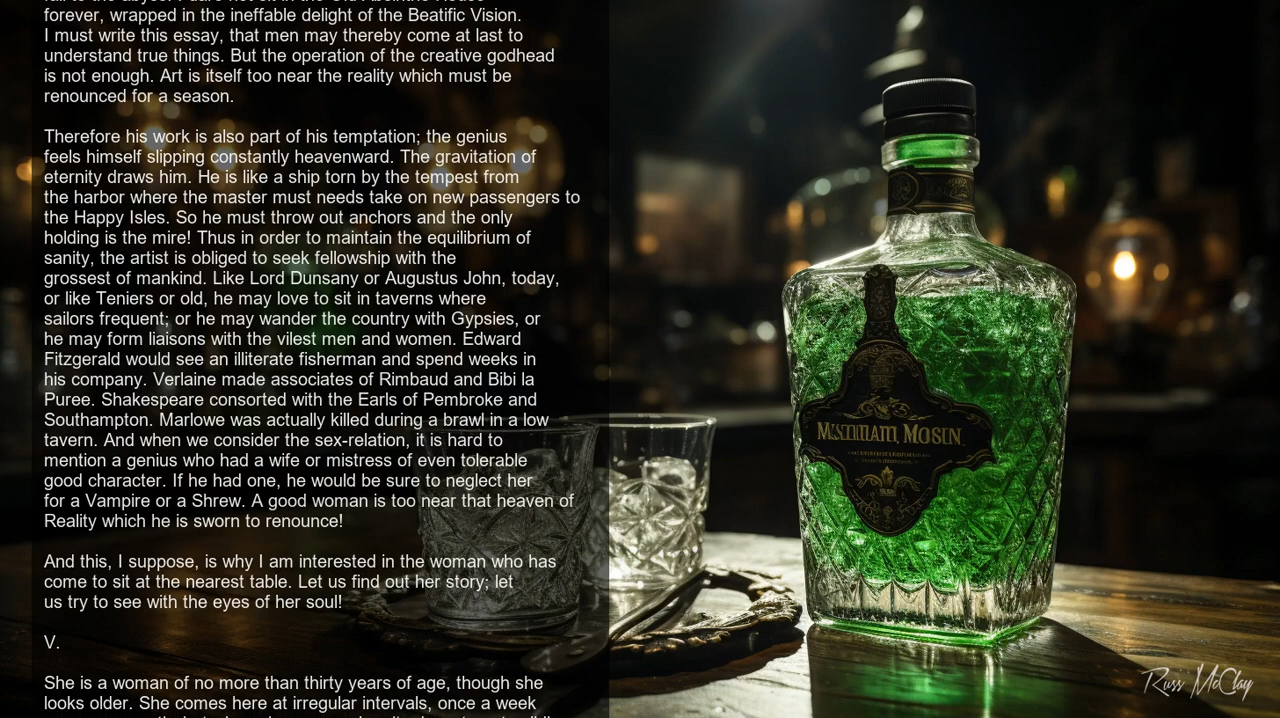 forever, wrapped in the ineffable delight of the Beatific Vision.
I must write this essay, that men may thereby come at last to
understand true things. But the operation of the creative godhead
is not enough. Art is itself too near the reality which must be
renounced for a season.
Therefore his work is also part of his temptation; the genius
feels himself slipping constantly heavenward. The gravitation of
eternity draws him. He is like a ship torn by the tempest from
the harbor where the master must needs take on new passengers to
the Happy Isles. So he must throw out anchors and the only
holding is the mire! Thus in order to maintain the equilibrium of
sanity, the artist is obliged to seek fellowship with the
grossest of mankind. Like Lord Dunsany or Augustus John, today,
or like Teniers or old, he may love to sit in taverns where
sailors frequent; or he may wander the country with Gypsies, or
he may form liaisons with the vilest men and women. Edward
Fitzgerald would see an illiterate fisherman and spend weeks in
his company. Verlaine made associates of Rimbaud and Bibi la
Puree. Shakespeare consorted with the Earls of Pembroke and
Southampton. Marlowe was actually killed during a brawl in a low
tavern. And when we consider the sex-relation, it is hard to
mention a genius who had a wife or mistress of even tolerable
good character. If he had one, he would be sure to neglect her
for a Vampire or a Shrew. A good woman is too near that heaven of
Reality which he is sworn to renounce!
And this, I suppose, is why I am interested in the woman who has
come to sit at the nearest table. Let us find out her story; let
us try to see with the eyes of her soul!
V.
She is a woman of no more than thirty years of age, though she
looks older. She comes here at irregular intervals, once a week
MOSUN
Russ McClay